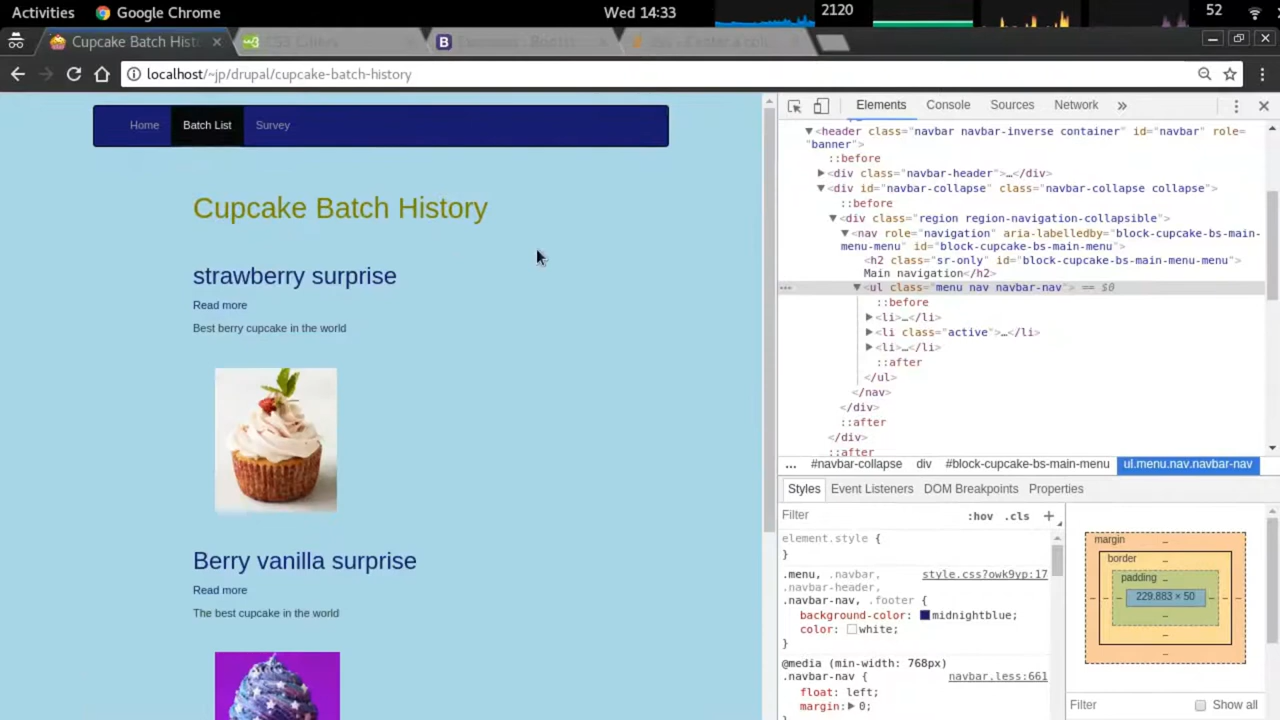 Activities Google Chrome Wed 14:33 2120 52
Cupcake Batch Hist
localhost/~jp/drupal/cupcake-batch-history
Home Batch List Survey
Cupcake Batch History
strawberry surprise
Read more
Best berry cupcake in the world
Berry vanilla surprise
Read more
The best cupcake in the world
Elements Console Sources Network »
▼<header class="navbar navbar-inverse container" id="navbar" role=
"banner">
::before
▶<div class="navbar-header">…</div>
▼<div id="navbar-collapse" class="navbar-collapse collapse">
::before
▼<div class="region region-navigation-collapsible">
▼<nav role="navigation" aria-labelledby="block-cupcake-bs-main-
menu-menu" id="block-cupcake-bs-main-menu">
<h2 class="sr-only" id="block-cupcake-bs-main-menu-menu">
Main navigation</h2>
… ▼<ul class="menu nav navbar-nav"> == $0
::before
▶<li>…</li>
▶<li class="active">…</li>
▶<li>…</li>
::after
</ul>
</nav>
</div>
::after
</div>
::after
... #navbar-collapse div #block-cupcake-bs-main-menu ul.menu.nav.navbar-nav
Styles Event Listeners DOM Breakpoints Properties
Filter :hov .cls +
element.style {
}
.menu, .navbar, style.css?owk9yp:17
.navbar-header,
.navbar-nav, .footer {
background-color: midnightblue;
color: white;
}
@media (min-width: 768px)
.navbar-nav { navbar.less:661
float: left;
margin:▶ 0;
margin –
border –
padding –
– – – 229.883 × 50 – – –
–
–
–
Filter Show all